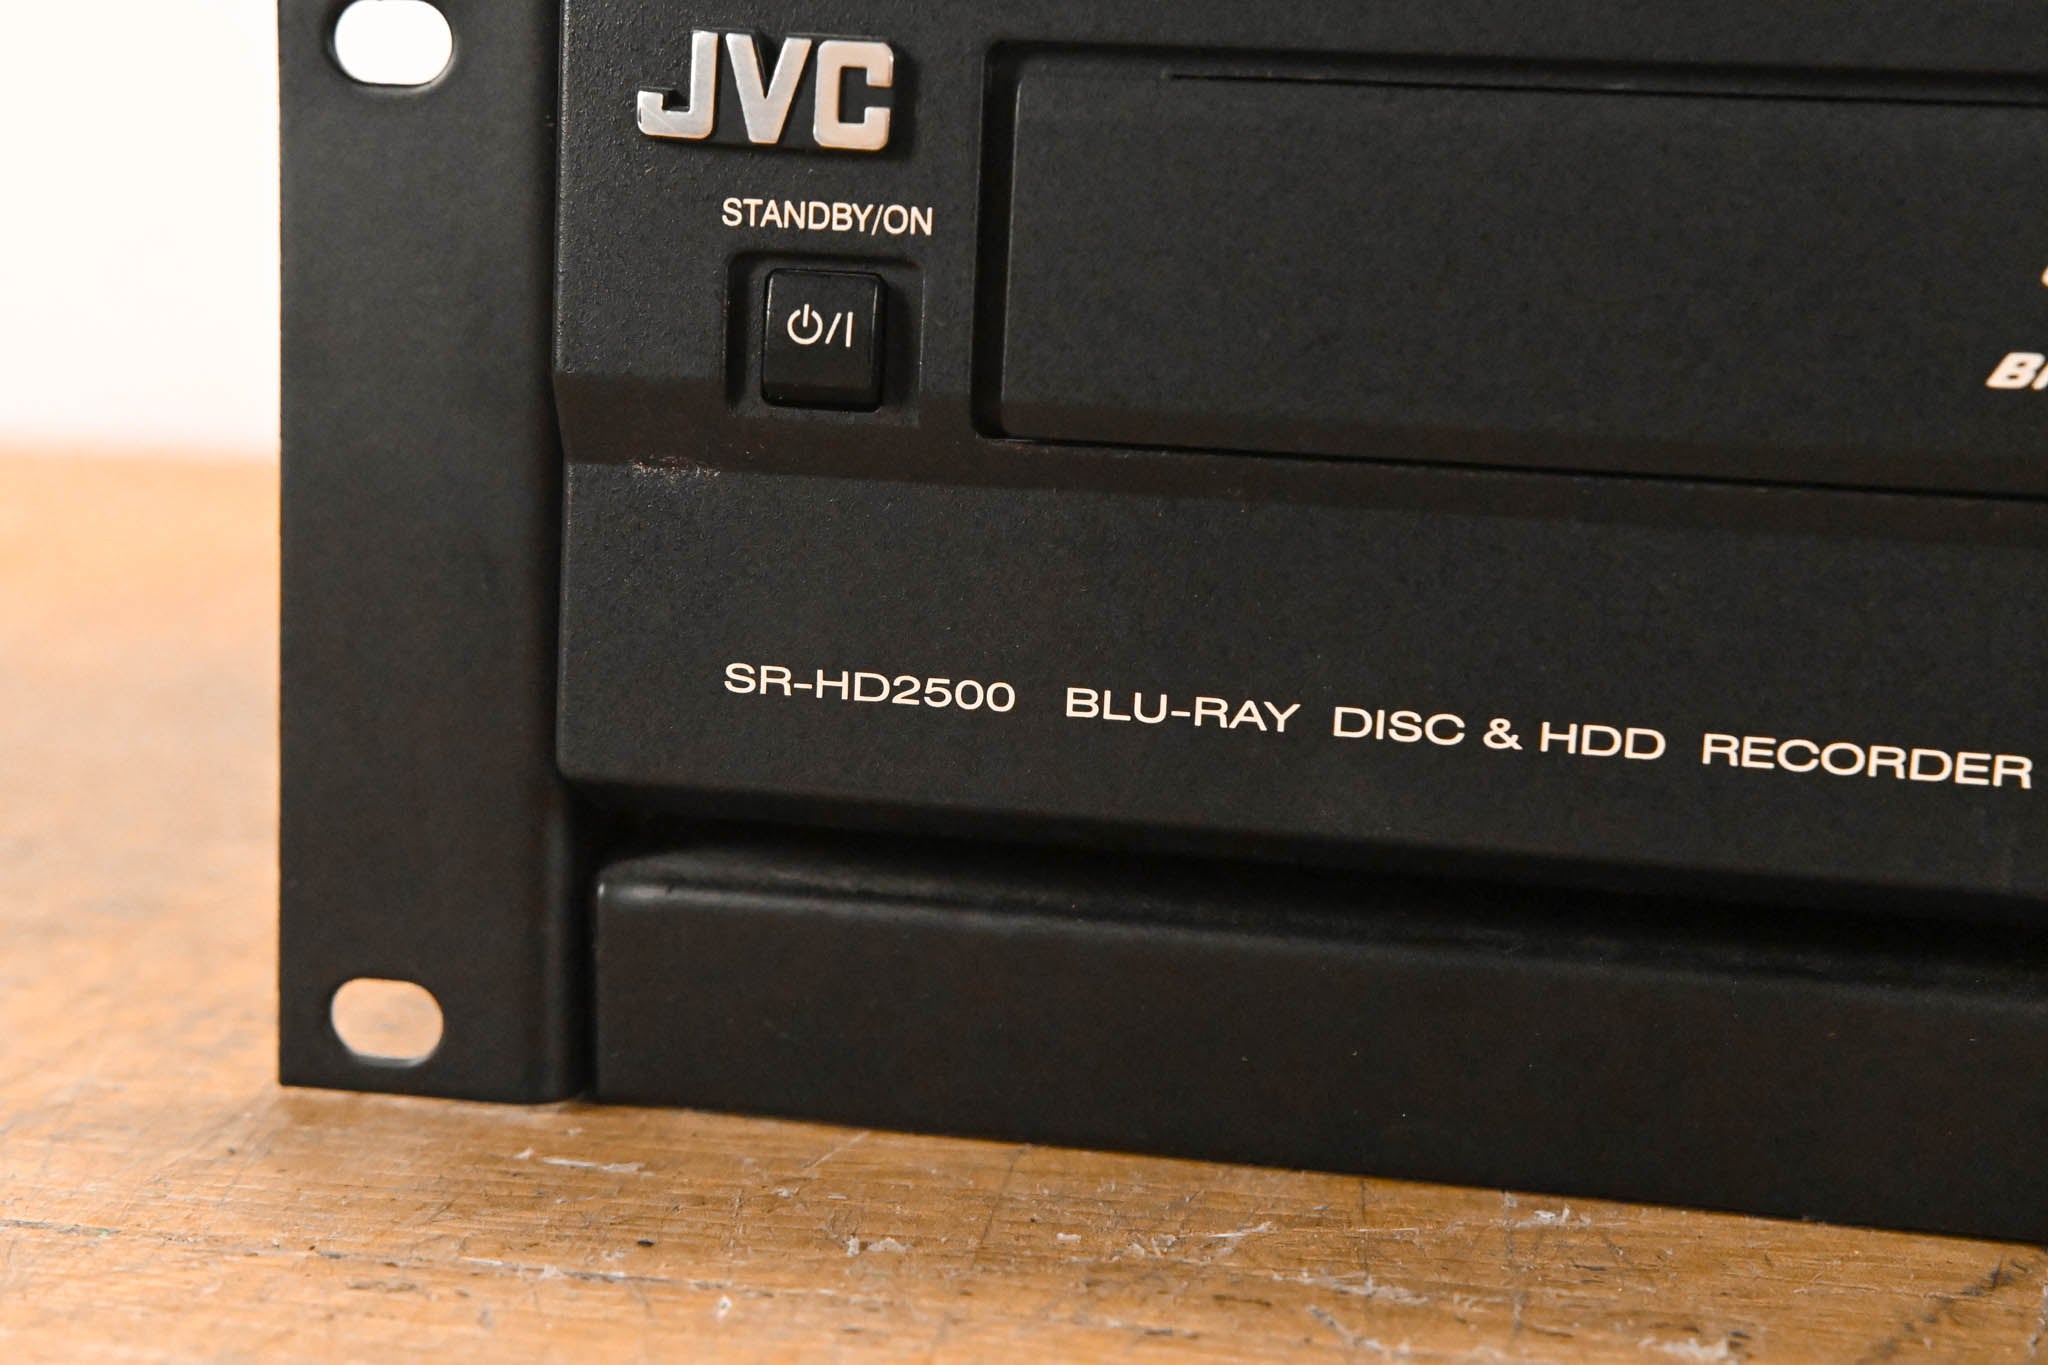 JVC
STANDBY/ON
SR-HD2500 BLU-RAY DISC & HDD RECORDER